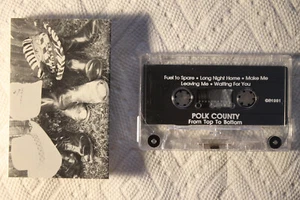 Fuel to Spare • Long Night Home • Make Me
Leaving Me • Waiting For You
POLK COUNTY
From Top To Bottom